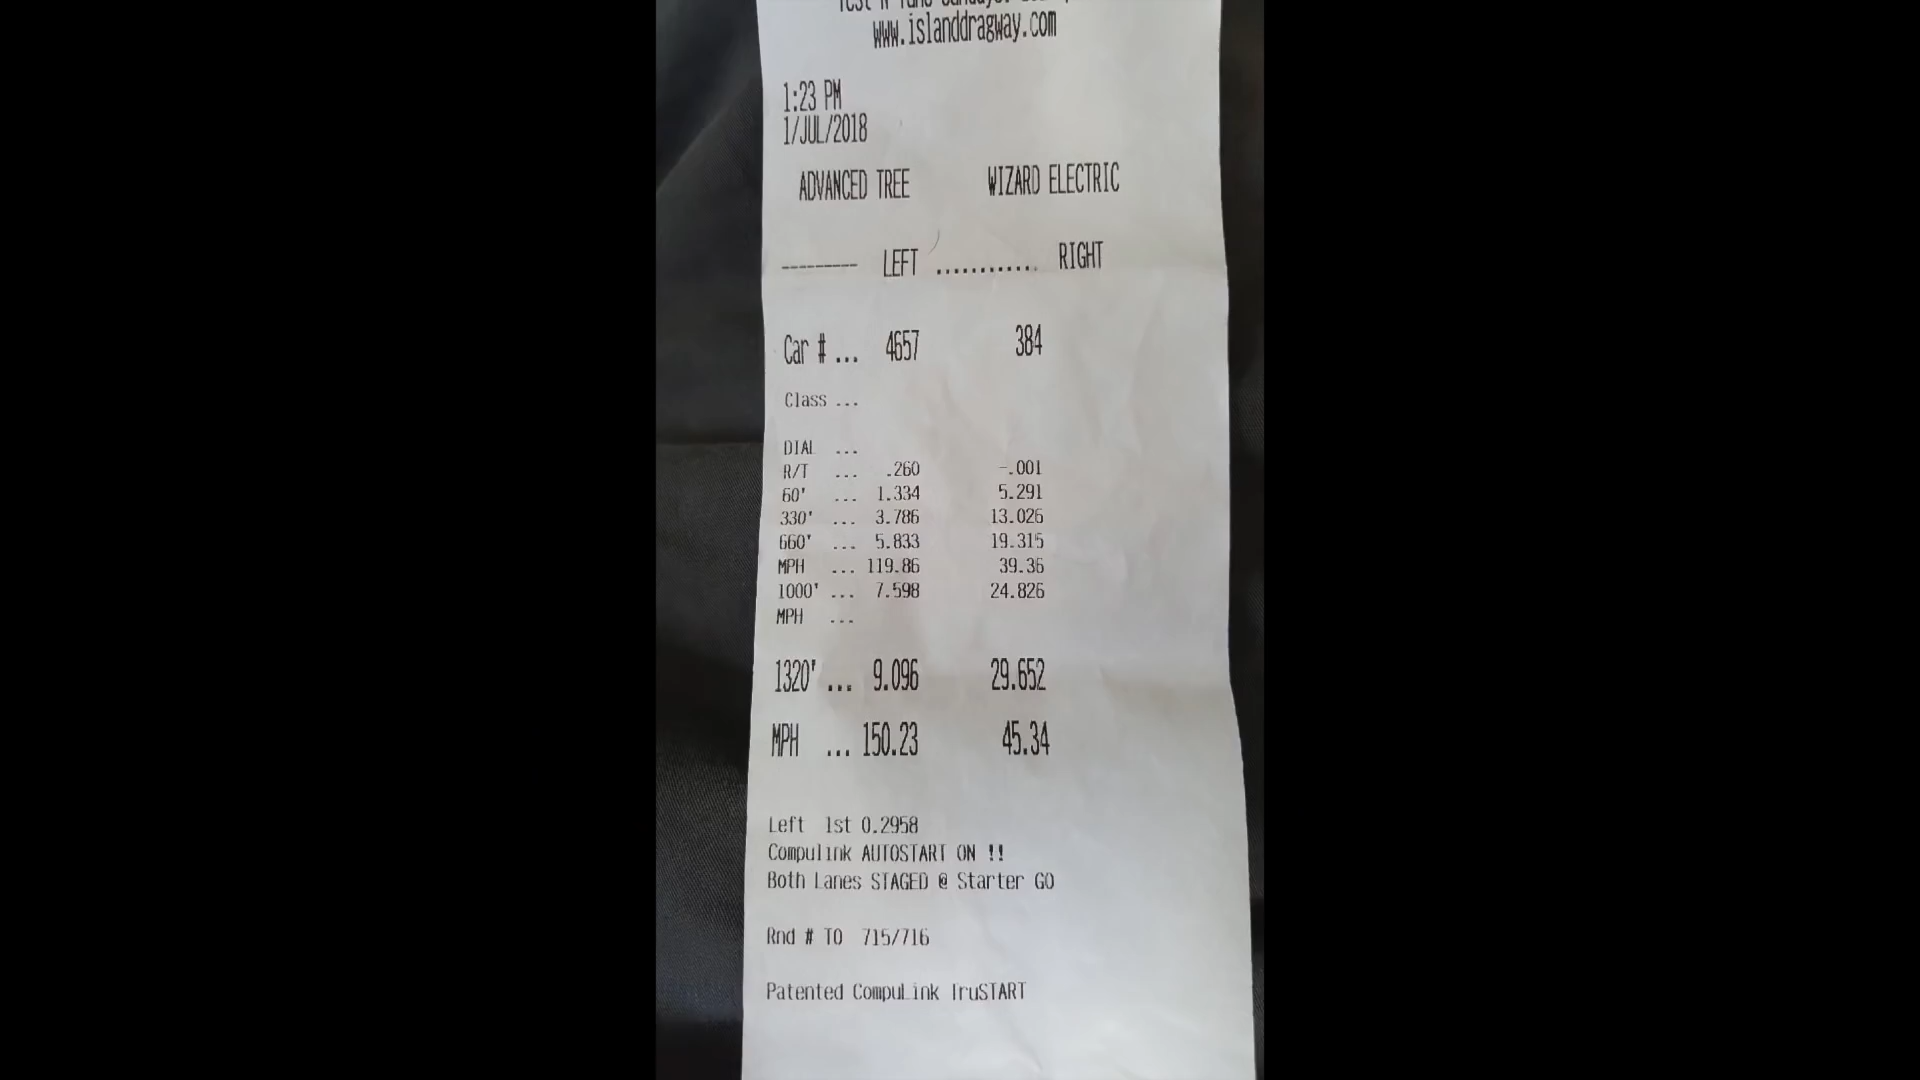 www.islanddragway.com
1:23 PM
1/JUL/2018
ADVANCED TREE WIZARD ELECTRIC
--------- LEFT ............ RIGHT
Car # ... 4657 384
Class ...
DIAL ...
R/T ... .260 -.001
60' ... 1.334 5.291
330' ... 3.786 13.026
660' ... 5.833 19.315
MPH ... 119.86 39.36
1000' ... 7.598 24.826
MPH ...
1320' ... 9.096 29.652
MPH ... 150.23 45.34
Left 1st 0.2958
Compulink AUTOSTART ON !!
Both Lanes STAGED @ Starter GO
Rnd # TO 715/716
Patented CompuLink TruSTART